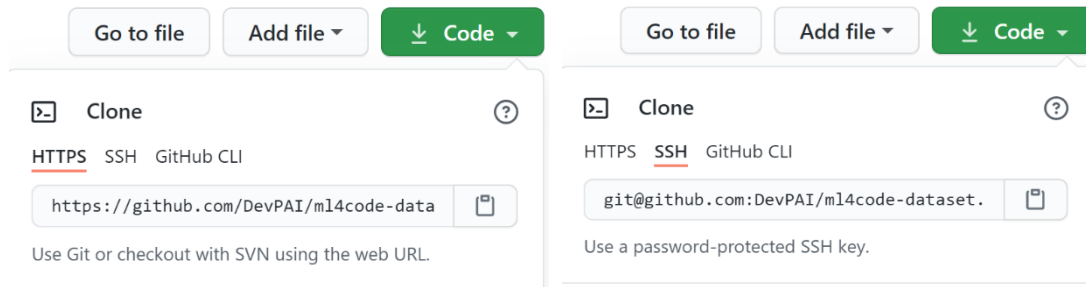 Go to file Add file Code
Clone
HTTPS SSH GitHub CLI
https://github.com/DevPAI/ml4code-data
Use Git or checkout with SVN using the web URL.
Go to file Add file Code
Clone
HTTPS SSH GitHub CLI
git@github.com:DevPAI/ml4code-dataset.
Use a password-protected SSH key.